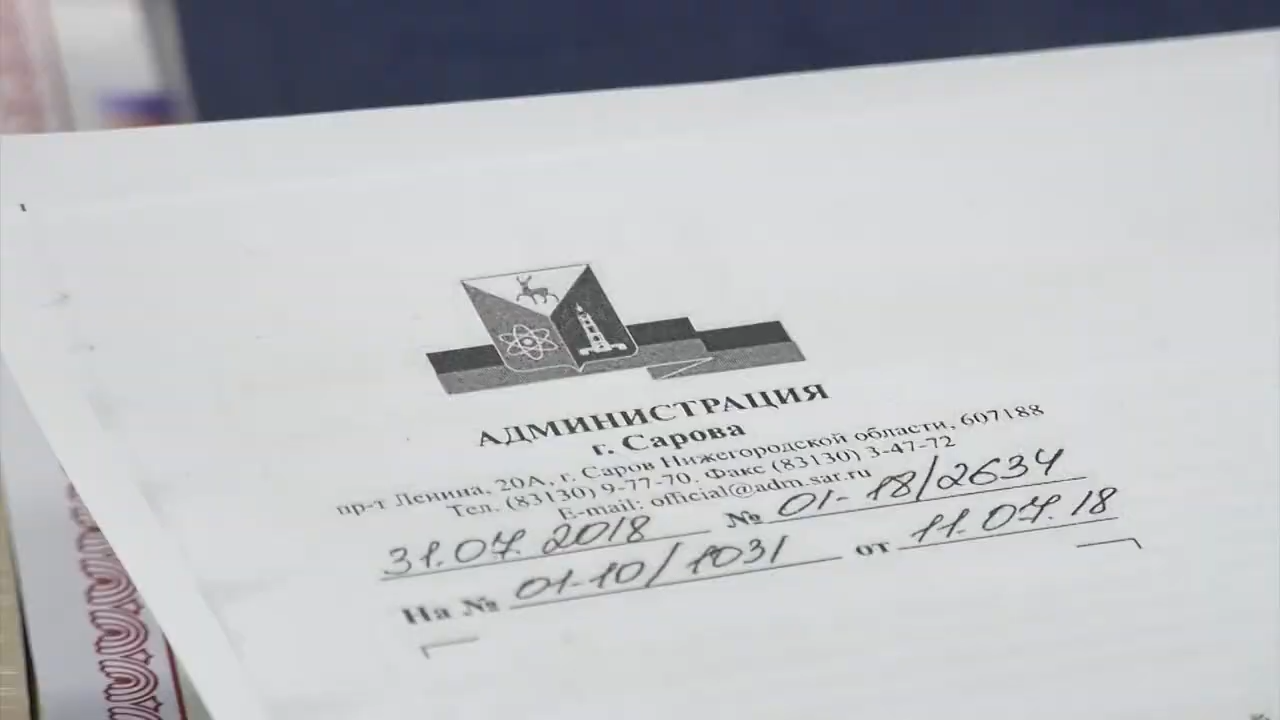 АДМИНИСТРАЦИЯ
г. Сарова
пр-т Ленина, 20А, г. Саров Нижегородской области, 607188
Тел. (83130) 9-77-70. Факс (83130) 3-47-72
E-mail: official@adm.sar.ru
31.07.2018 № 01-18/2634
На № 01-10/1031 от 11.07.18